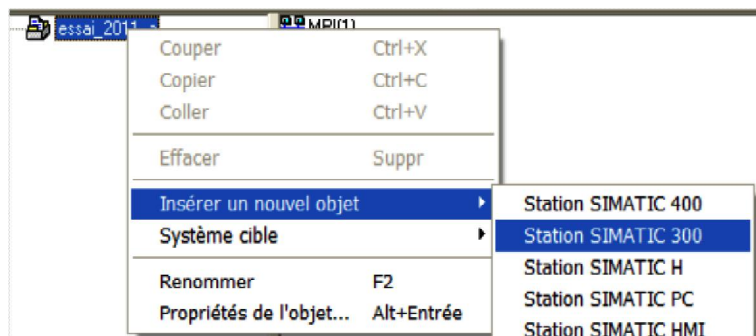 essai_2011
MPI(1)
Couper Ctrl+X
Copier Ctrl+C
Coller Ctrl+V
Effacer Suppr
Insérer un nouvel objet
Système cible
Renommer F2
Propriétés de l'objet... Alt+Entrée
Station SIMATIC 400
Station SIMATIC 300
Station SIMATIC H
Station SIMATIC PC
Station SIMATIC HMI